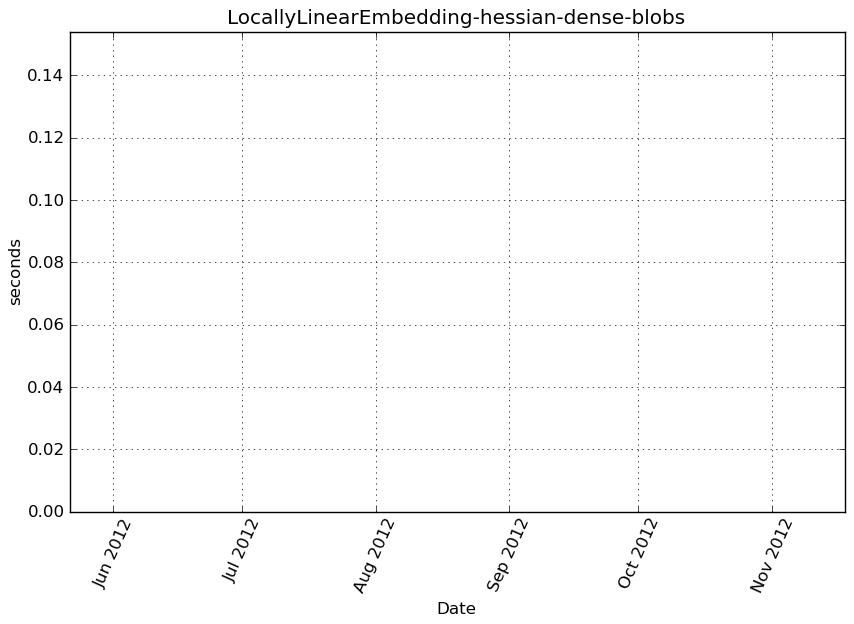 LocallyLinearEmbedding-hessian-dense-blobs
0.14
0.12
0.10
0.08
0.06
0.04
0.02
0.00
seconds
Jun 2012
Jul 2012
Aug 2012
Sep 2012
Oct 2012
Nov 2012
Date